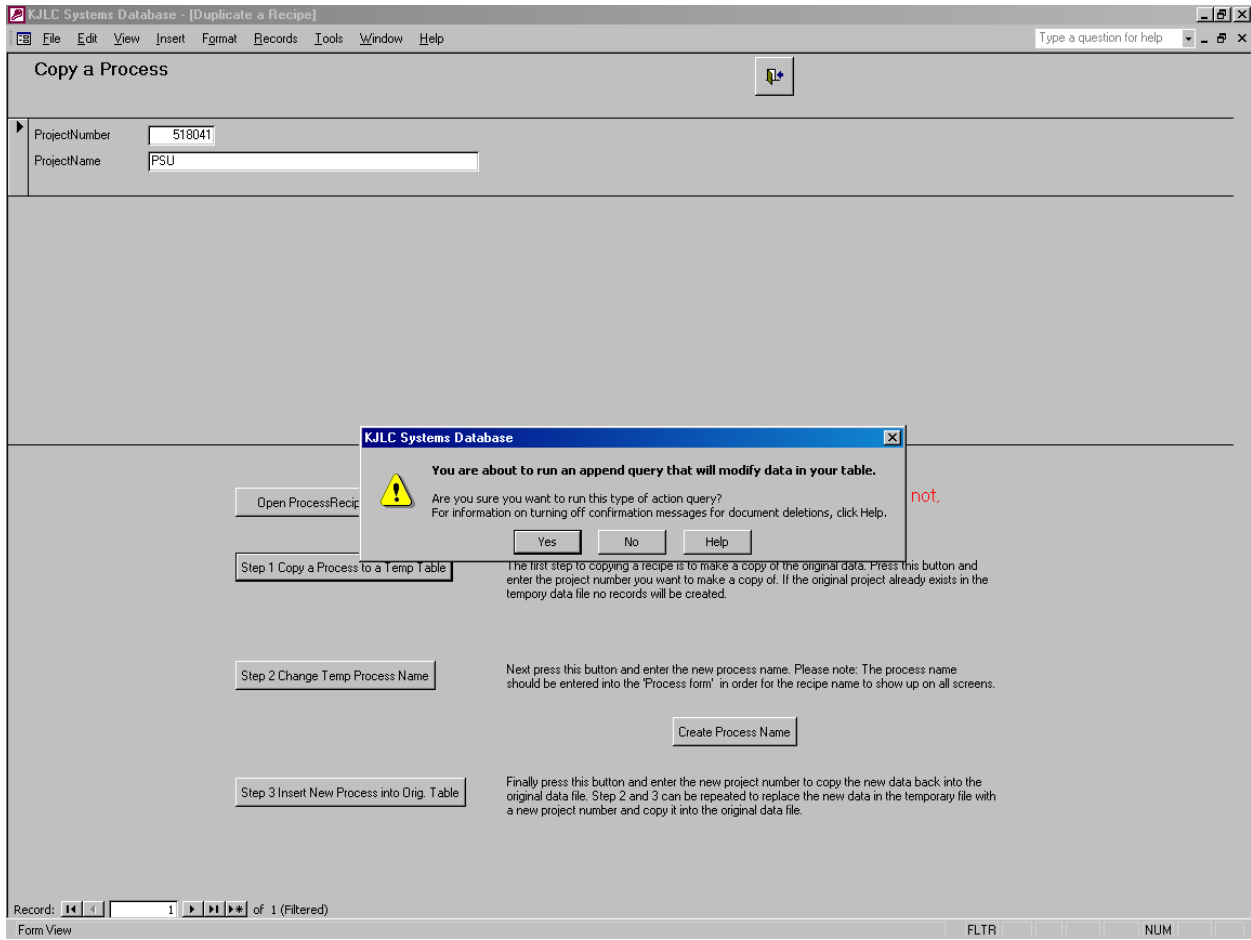 KJLC Systems Database - [Duplicate a Recipe]
File Edit View Insert Format Records Tools Window Help
Type a question for help
Copy a Process
ProjectNumber 518041
ProjectName PSU
KJLC Systems Database
You are about to run an append query that will modify data in your table.
Are you sure you want to run this type of action query?
For information on turning off confirmation messages for document deletions, click Help.
Yes No Help
Open ProcessRecip
not,
Step 1 Copy a Process to a Temp Table
The first step to copying a recipe is to make a copy of the original data. Press this button and
enter the project number you want to make a copy of. If the original project already exists in the
tempory data file no records will be created.
Step 2 Change Temp Process Name
Next press this button and enter the new process name. Please note: The process name
should be entered into the 'Process form' in order for the recipe name to show up on all screens.
Create Process Name
Step 3 Insert New Process into Orig. Table
Finally press this button and enter the new project number to copy the new data back into the
original data file. Step 2 and 3 can be repeated to replace the new data in the temporary file with
a new project number and copy it into the original data file.
Record: 1 of 1 (Filtered)
Form View FLTR NUM